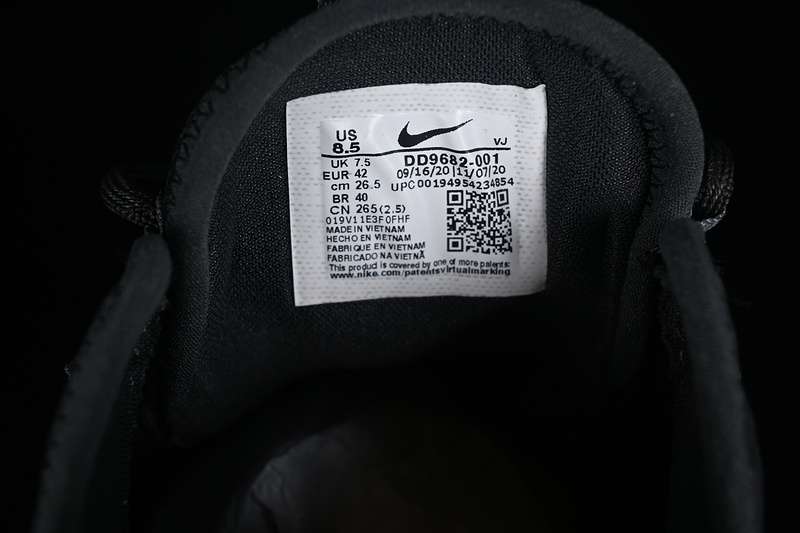 US
8.5
VJ
UK 7.5
DD9682-001
EUR 42
09/16/20 11/07/20
cm 26.5
UPC 00194954234854
BR 40
CN 265 (2.5)
019V11E3F0FHF
MADE IN VIETNAM
HECHO EN VIETNAM
FABRIQUE EN VIETNAM
FABRICADO NA VIETNÃ
This produd is covered by one of more patents:
www.nike.com/patentsvirtualmarking